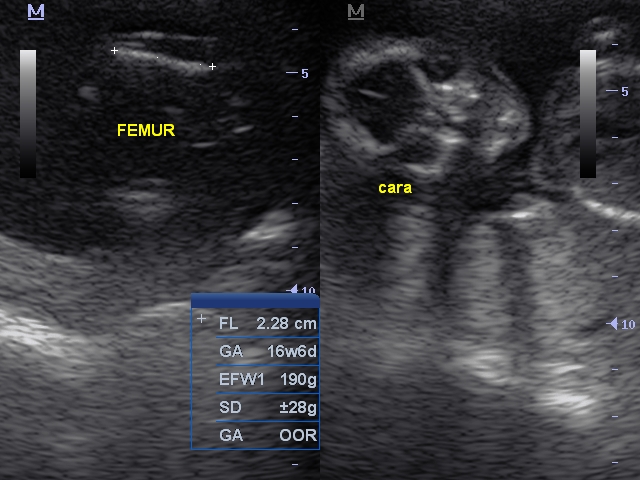 M
M
5
5
FEMUR
cara
10
10
FL 2.28 cm
GA 16w6d
EFW1 190g
SD ±28g
GA OOR